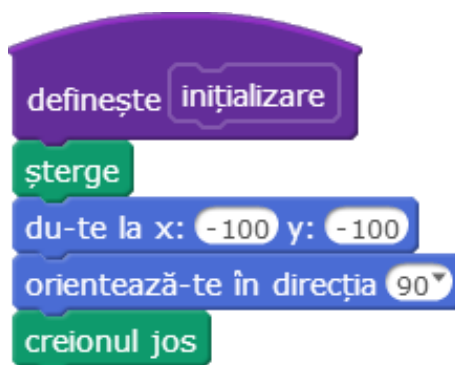 definește inițializare
șterge
du-te la x: -100 y: -100
orientează-te în direcția 90
creionul jos